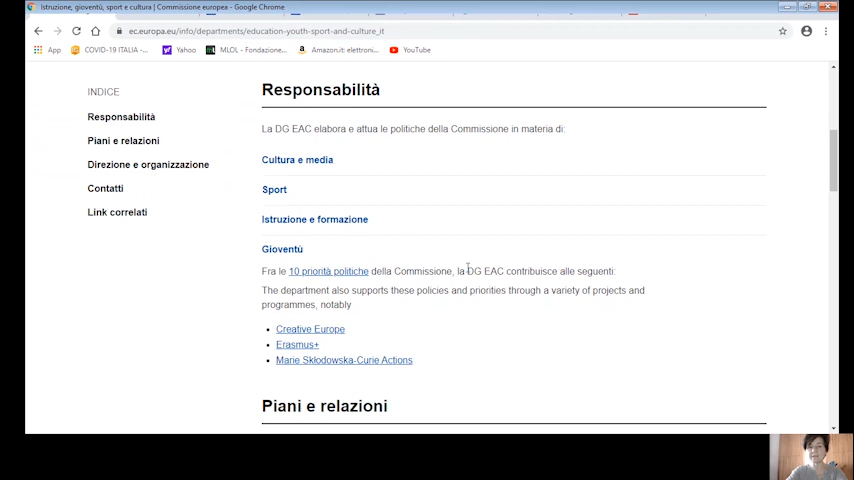 Istruzione, gioventù, sport e cultura | Commissione europea - Google Chrome
ec.europa.eu/info/departments/education-youth-sport-and-culture_it
App
COVID-19 ITALIA -...
Yahoo
MLOL - Fondazione...
Amazon.it: elettroni...
YouTube
INDICE
Responsabilità
Piani e relazioni
Direzione e organizzazione
Contatti
Link correlati
Responsabilità
La DG EAC elabora e attua le politiche della Commissione in materia di:
Cultura e media
Sport
Istruzione e formazione
Gioventù
Fra le 10 priorità politiche della Commissione, la DG EAC contribuisce alle seguenti:
The department also supports these policies and priorities through a variety of projects and
programmes, notably
Creative Europe
Erasmus+
Marie Skłodowska-Curie Actions
Piani e relazioni